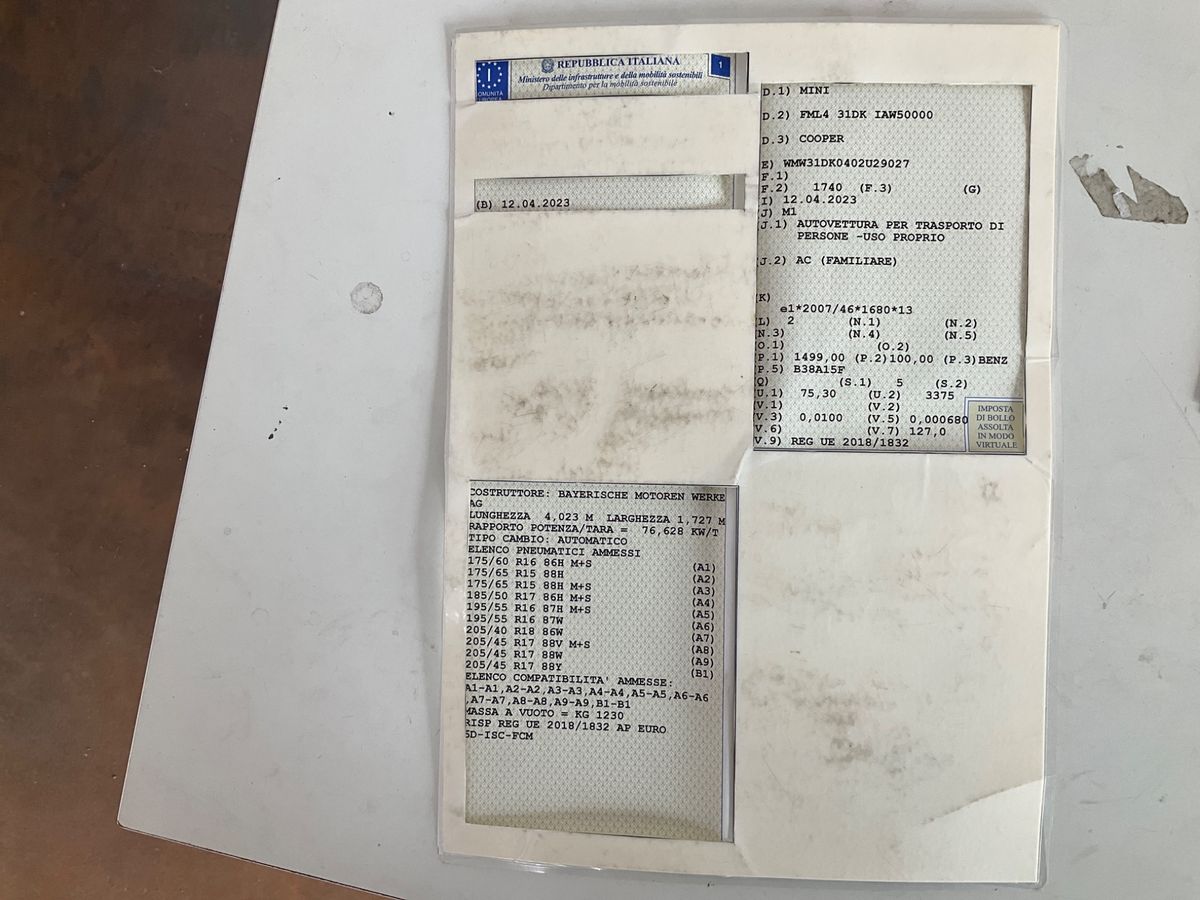 REPUBBLICA ITALIANA
1
Ministero delle infrastrutture e della mobilità sostenibili
Dipartimento per la mobilità sostenibile
I
OMUNITÀ
EUROPEA
(B) 12.04.2023
D.1) MINI
D.2) FML4 31DK IAW50000
D.3) COOPER
E) WMW31DK0402U29027
F.1)
F.2) 1740 (F.3) (G)
I) 12.04.2023
J) M1
J.1) AUTOVETTURA PER TRASPORTO DI
PERSONE -USO PROPRIO
J.2) AC (FAMILIARE)
K)
e1*2007/46*1680*13
L) 2 (N.1) (N.2)
(N.3) (N.4) (N.5)
(O.1) (O.2)
(P.1) 1499,00 (P.2)100,00 (P.3)BENZ
(P.5) B38A15F
Q) (S.1) 5 (S.2)
(U.1) 75,30 (U.2) 3375
(V.1) (V.2)
(V.3) 0,0100 (V.5) 0,000680
V.6) (V.7) 127,0
V.9) REG UE 2018/1832
IMPOSTA
DI BOLLO
ASSOLTA
IN MODO
VIRTUALE
COSTRUTTORE: BAYERISCHE MOTOREN WERKE
AG
LUNGHEZZA 4,023 M LARGHEZZA 1,727 M
RAPPORTO POTENZA/TARA = 76,628 KW/T
TIPO CAMBIO: AUTOMATICO
ELENCO PNEUMATICI AMMESSI
175/60 R16 86H M+S (A1)
175/65 R15 88H (A2)
175/65 R15 88H M+S (A3)
185/50 R17 86H M+S (A4)
195/55 R16 87H M+S (A5)
195/55 R16 87W (A6)
205/40 R18 86W (A7)
205/45 R17 88V M+S (A8)
205/45 R17 88W (A9)
205/45 R17 88Y (B1)
ELENCO COMPATIBILITA' AMMESSE:
A1-A1,A2-A2,A3-A3,A4-A4,A5-A5,A6-A6
,A7-A7,A8-A8,A9-A9,B1-B1
MASSA A VUOTO = KG 1230
RISP REG UE 2018/1832 AP EURO
6D-ISC-FCM